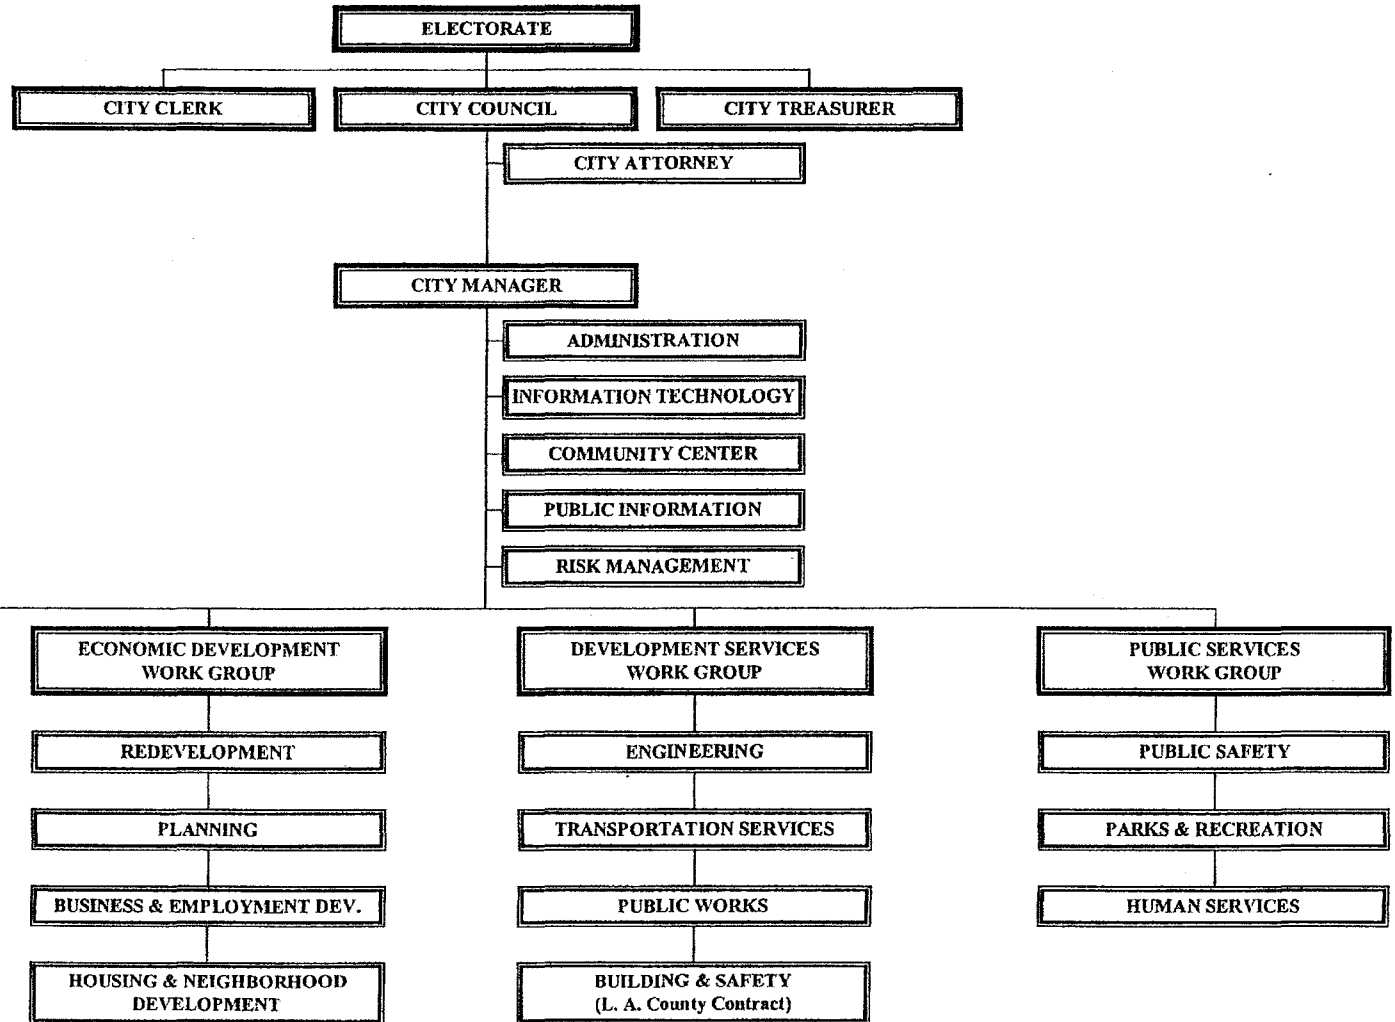 ELECTORATE
CITY CLERK
CITY COUNCIL
CITY TREASURER
CITY ATTORNEY
CITY MANAGER
ADMINISTRATION
INFORMATION TECHNOLOGY
COMMUNITY CENTER
PUBLIC INFORMATION
RISK MANAGEMENT
ECONOMIC DEVELOPMENT
WORK GROUP
REDEVELOPMENT
PLANNING
BUSINESS & EMPLOYMENT DEV.
HOUSING & NEIGHBORHOOD
DEVELOPMENT
DEVELOPMENT SERVICES
WORK GROUP
ENGINEERING
TRANSPORTATION SERVICES
PUBLIC WORKS
BUILDING & SAFETY
(L. A. County Contract)
PUBLIC SERVICES
WORK GROUP
PUBLIC SAFETY
PARKS & RECREATION
HUMAN SERVICES